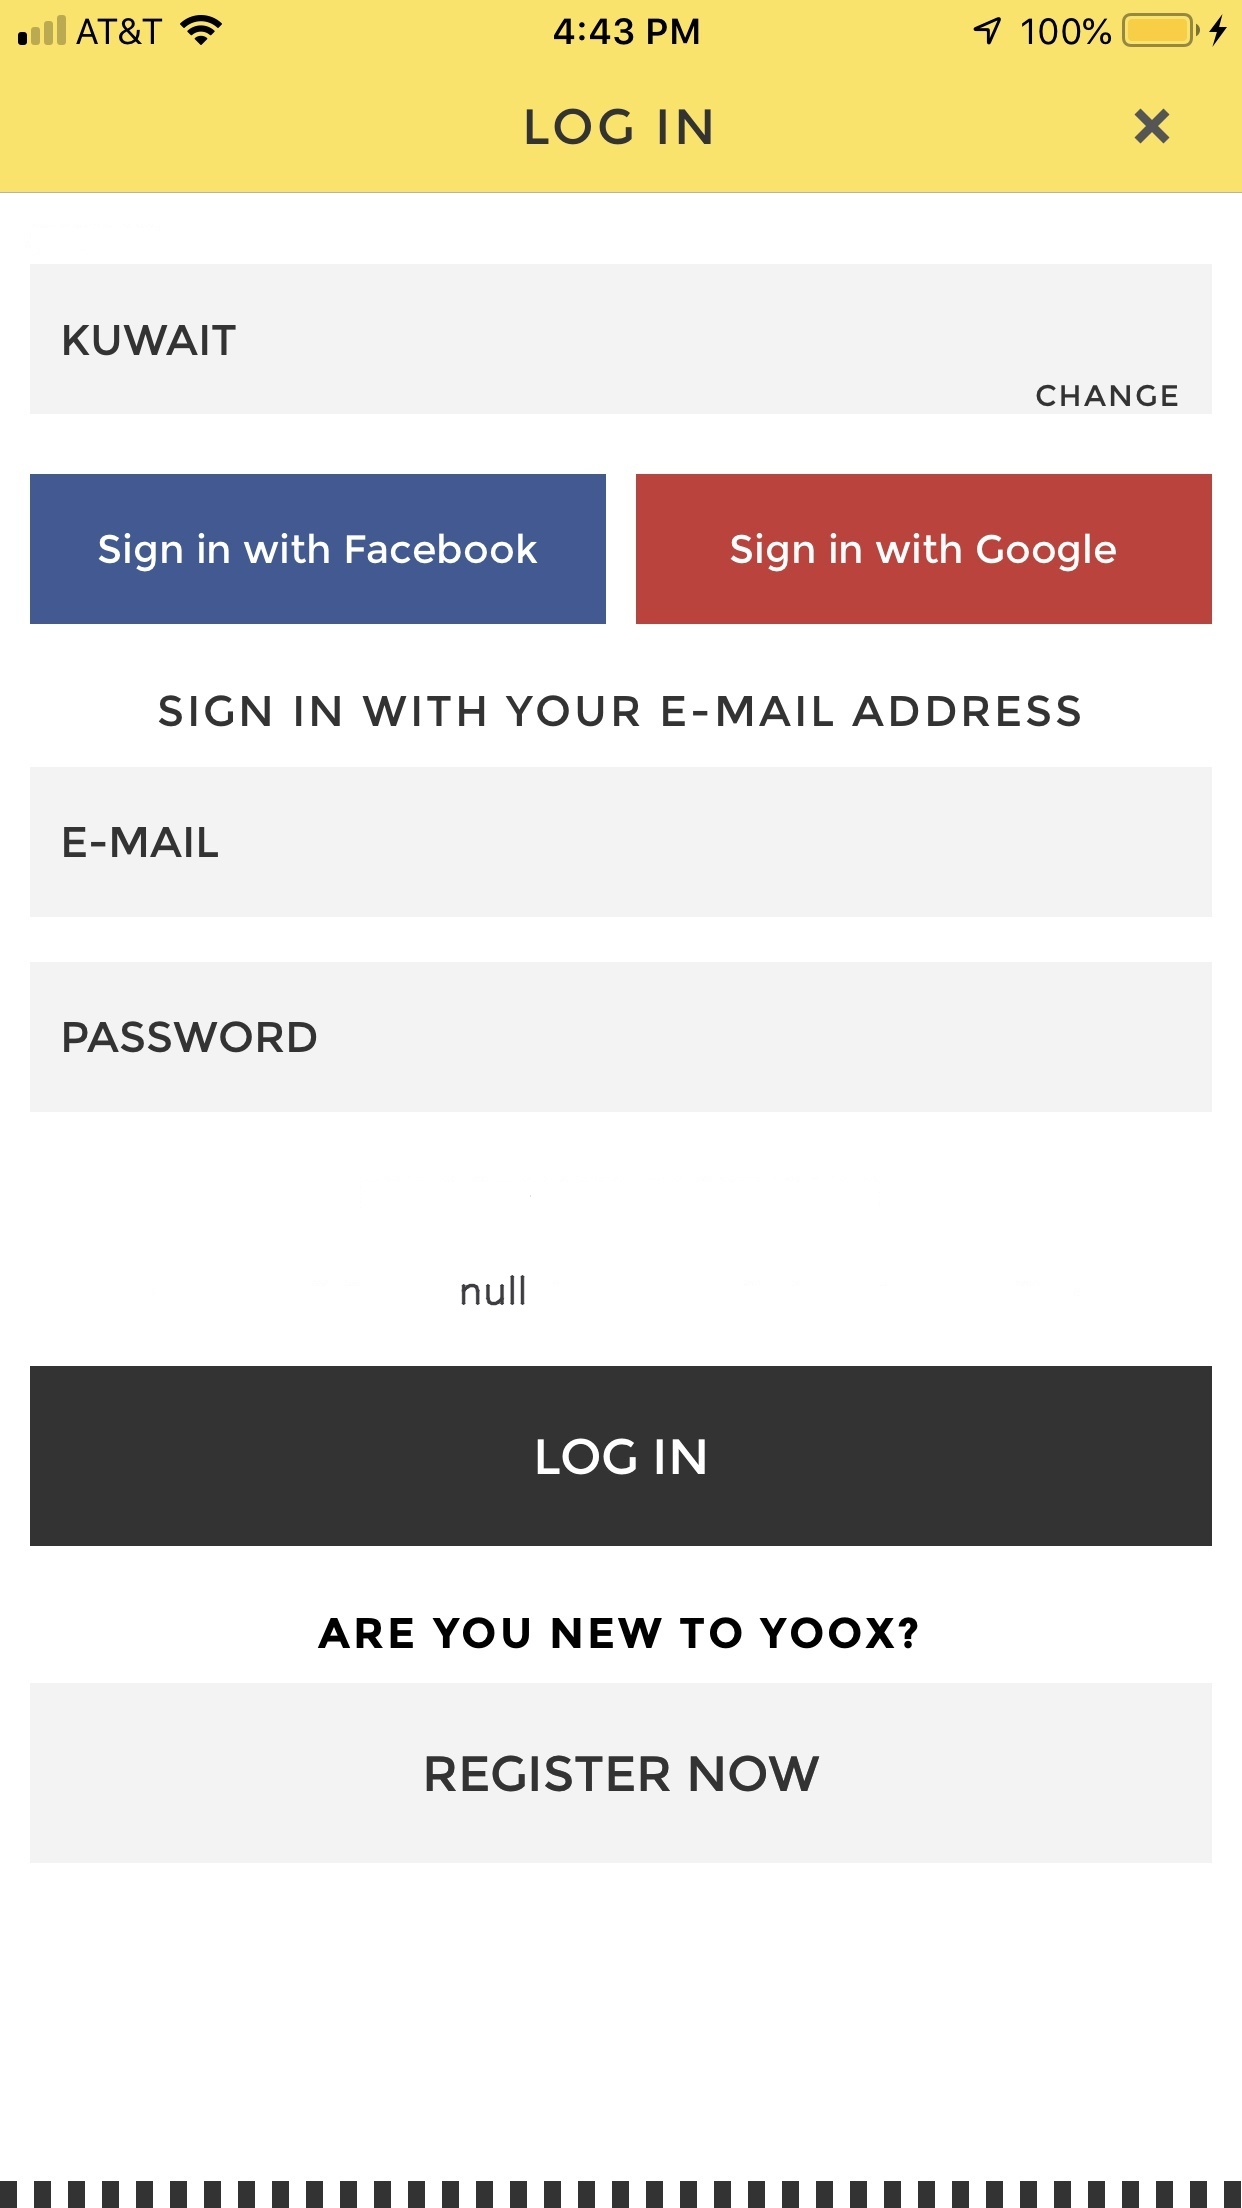 AT&T 4:43 PM 100%
LOG IN
KUWAIT
CHANGE
Sign in with Facebook Sign in with Google
SIGN IN WITH YOUR E-MAIL ADDRESS
E-MAIL
PASSWORD
null
LOG IN
ARE YOU NEW TO YOOX?
REGISTER NOW